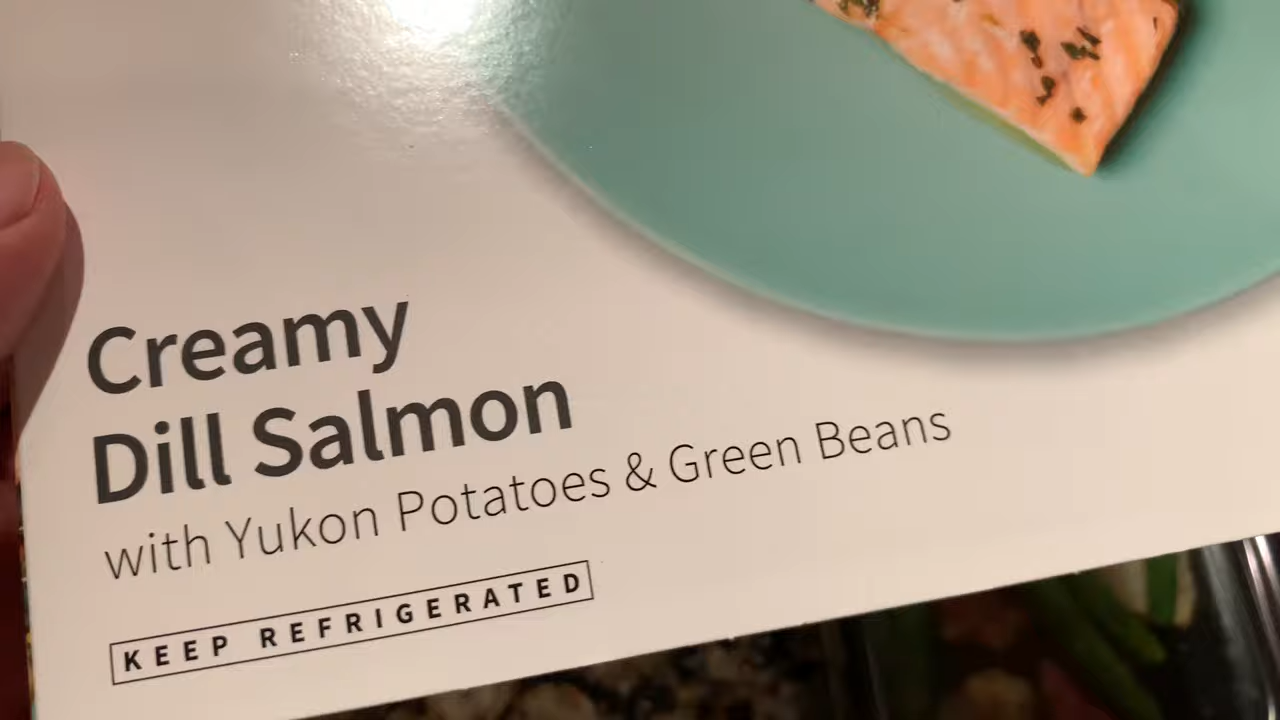 Creamy
Dill Salmon
with Yukon Potatoes & Green Beans
KEEP REFRIGERATED